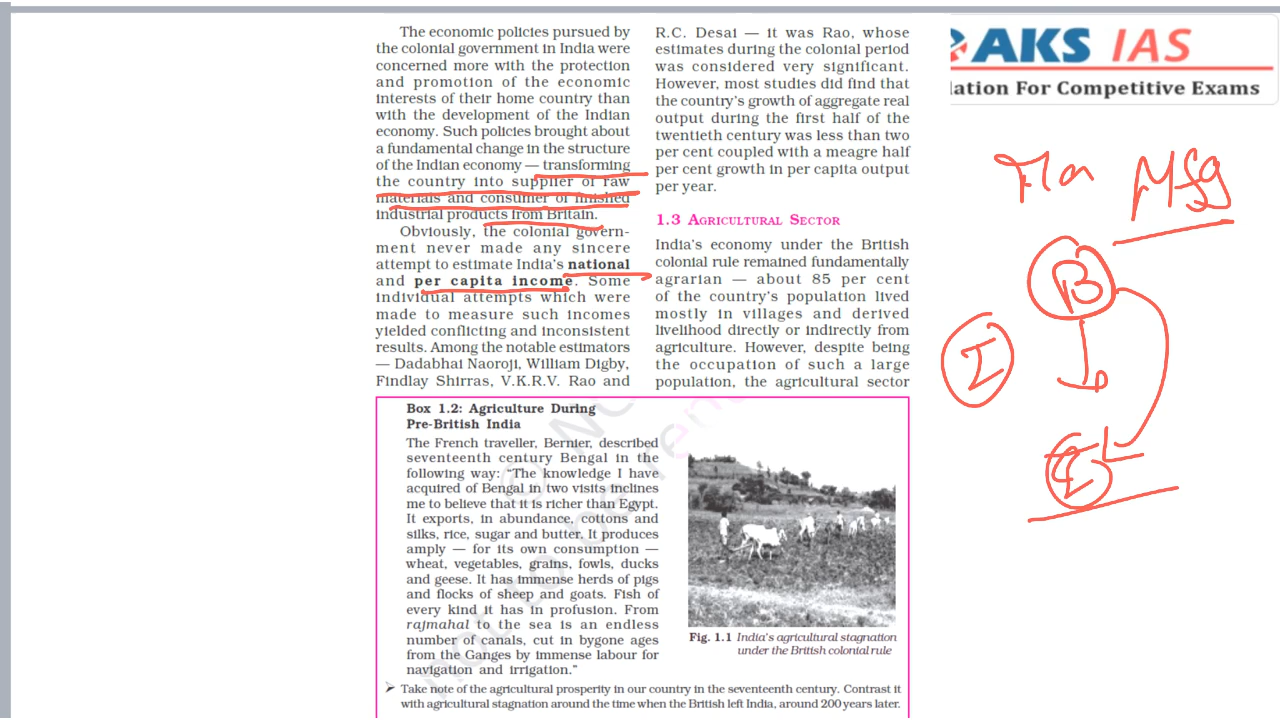 The economic policies pursued by
the colonial government in India were
concerned more with the protection
and promotion of the economic
interests of their home country than
with the development of the Indian
economy. Such policies brought about
a fundamental change in the structure
of the Indian economy — transforming
the country into supplier of raw
materials and consumer of finished
industrial products from Britain.
Obviously, the colonial govern-
ment never made any sincere
attempt to estimate India's national
and per capita income. Some
individual attempts which were
made to measure such incomes
yielded conflicting and inconsistent
results. Among the notable estimators
— Dadabhai Naoroji, William Digby,
Findlay Shirras, V.K.R.V. Rao and
R.C. Desai — it was Rao, whose
estimates during the colonial period
was considered very significant.
However, most studies did find that
the country's growth of aggregate real
output during the first half of the
twentieth century was less than two
per cent coupled with a meagre half
per cent growth in per capita output
per year.
1.3 AGRICULTURAL SECTOR
India's economy under the British
colonial rule remained fundamentally
agrarian — about 85 per cent
of the country's population lived
mostly in villages and derived
livelihood directly or indirectly from
agriculture. However, despite being
the occupation of such a large
population, the agricultural sector
Box 1.2: Agriculture During
Pre-British India
The French traveller, Bernier, described
seventeenth century Bengal in the
following way: "The knowledge I have
acquired of Bengal in two visits inclines
me to believe that it is richer than Egypt.
It exports, in abundance, cottons and
silks, rice, sugar and butter. It produces
amply — for its own consumption —
wheat, vegetables, grains, fowls, ducks
and geese. It has immense herds of pigs
and flocks of sheep and goats. Fish of
every kind it has in profusion. From
rajmahal to the sea is an endless
number of canals, cut in bygone ages
from the Ganges by immense labour for
navigation and irrigation."
Fig. 1.1 India's agricultural stagnation
under the British colonial rule
➢ Take note of the agricultural prosperity in our country in the seventeenth century. Contrast it
with agricultural stagnation around the time when the British left India, around 200 years later.
AKS IAS
lation For Competitive Exams
Mfg
B
I